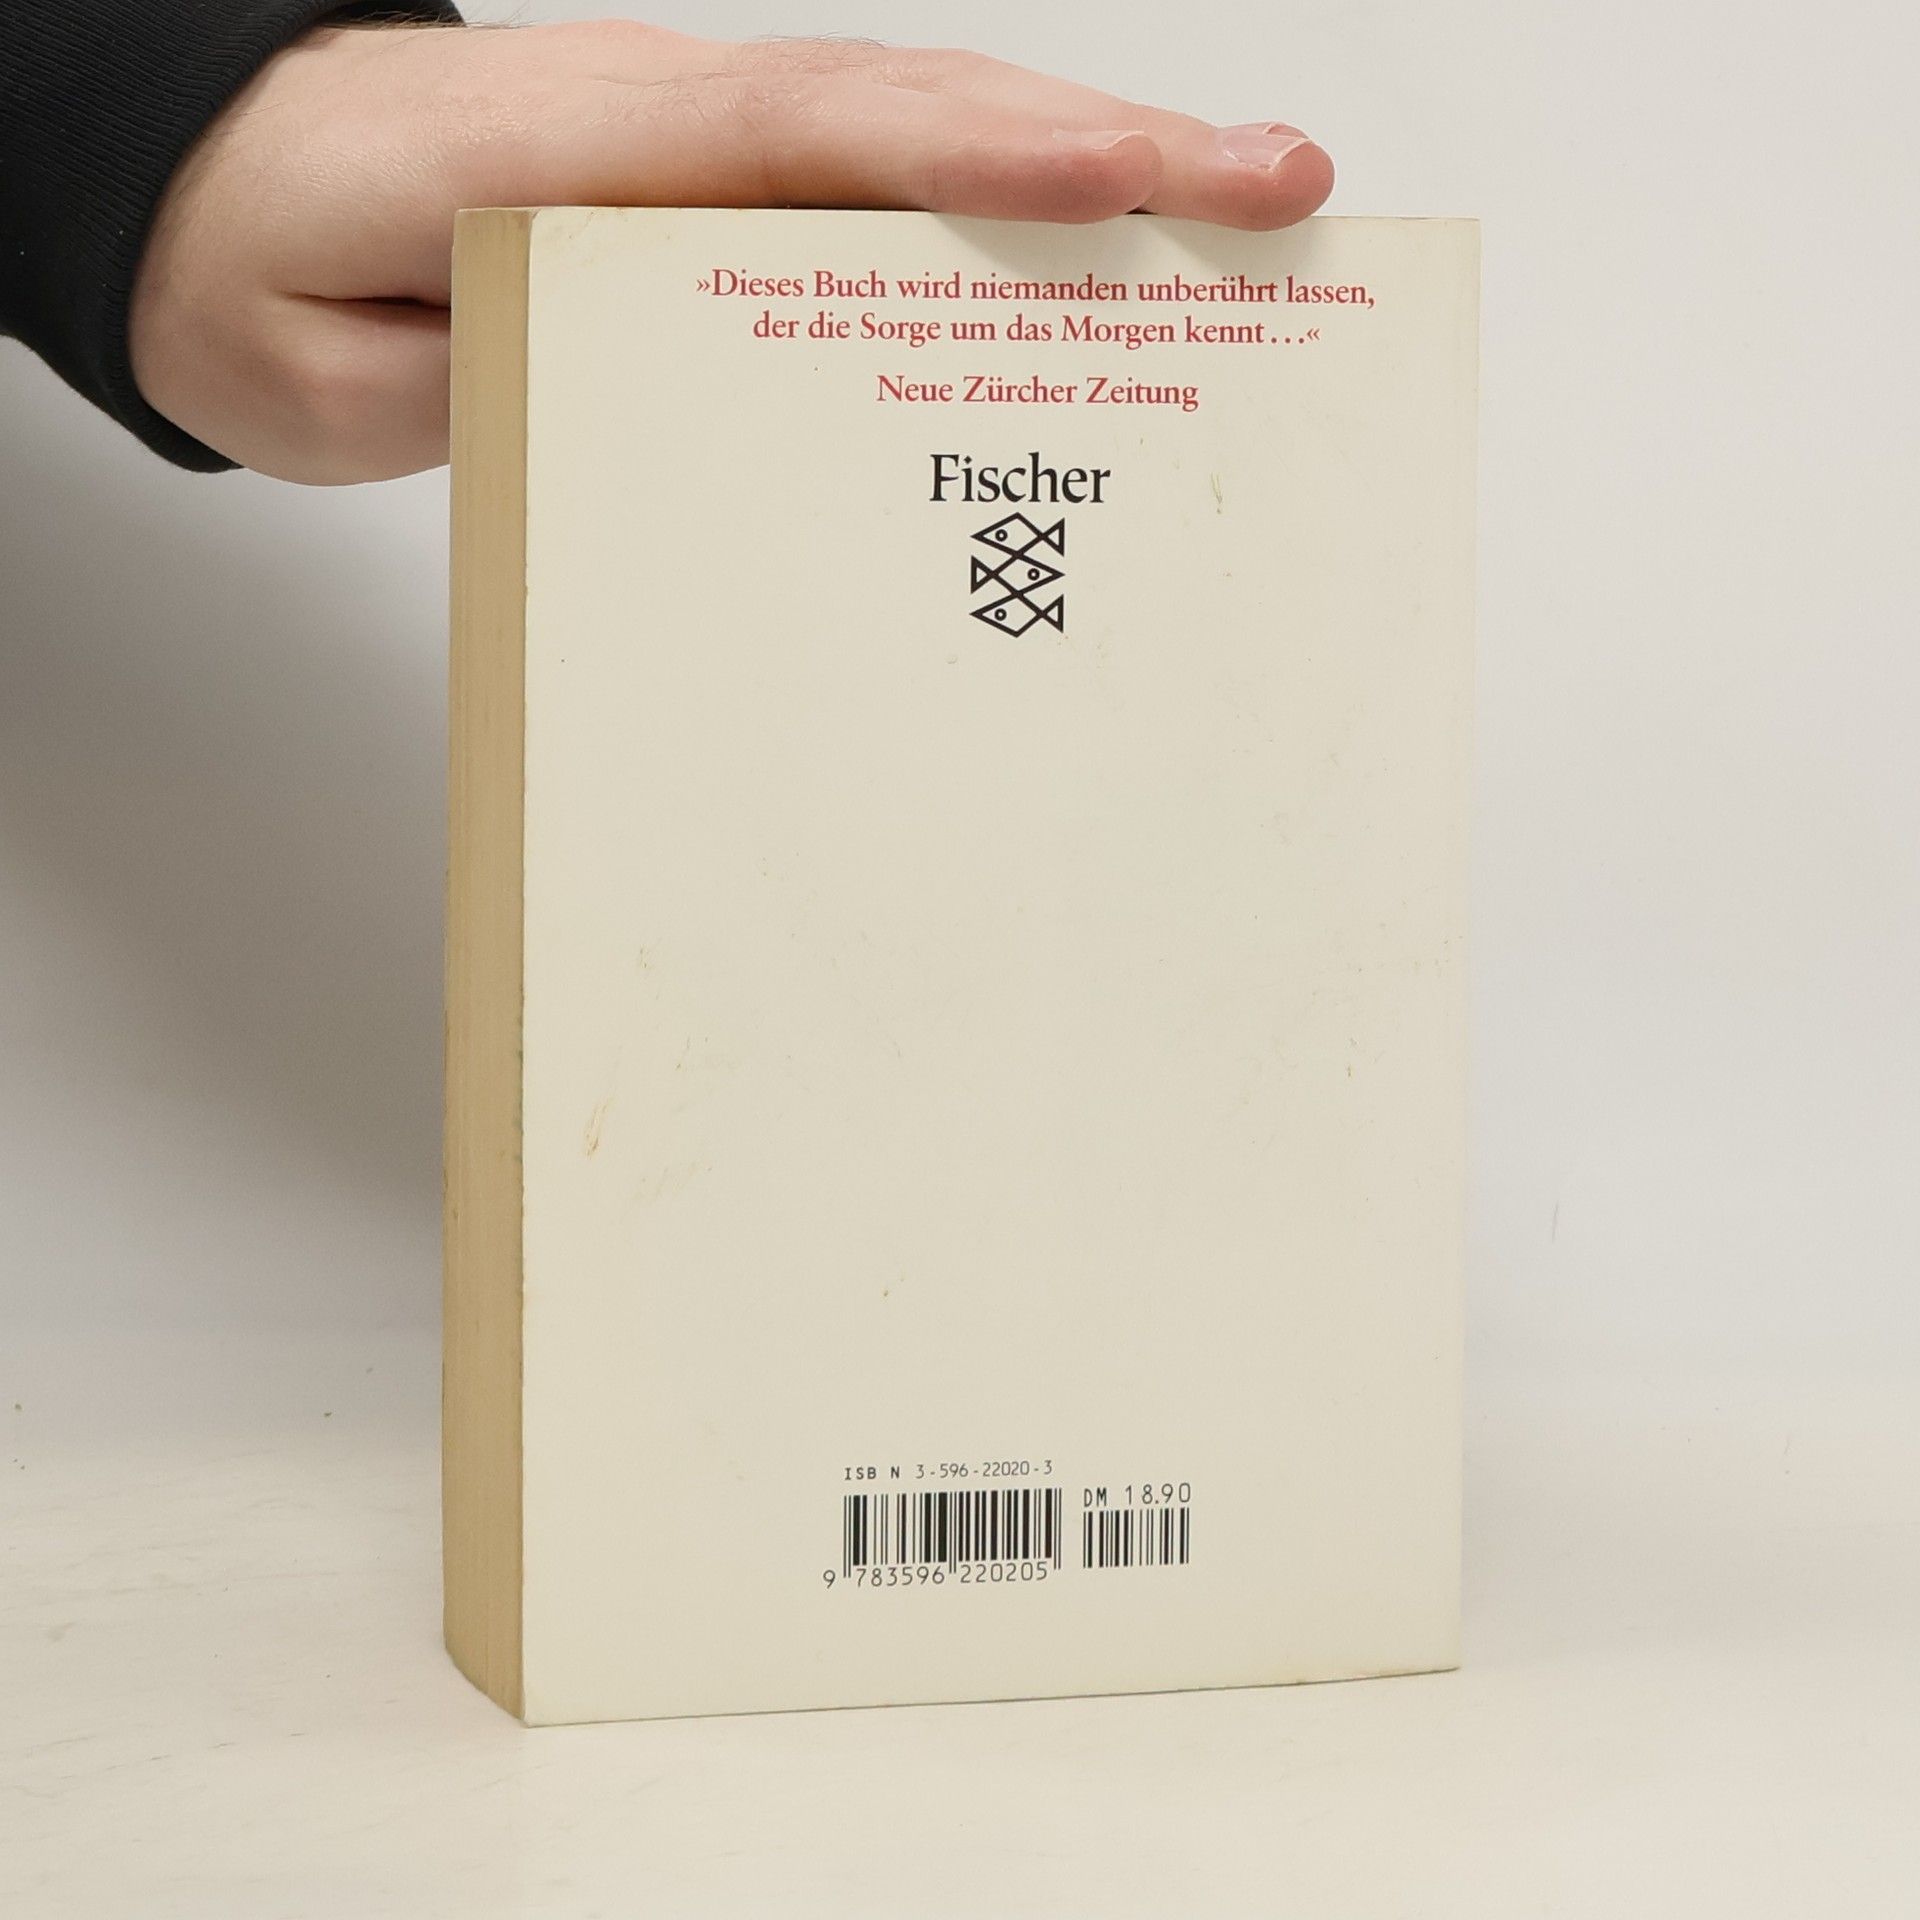 »Dieses Buch wird niemanden unberührt lassen,
der die Sorge um das Morgen kennt...«
Neue Zürcher Zeitung
Fischer
ISBN 3-596-22020-3
DM 18.90
9 783596 220205